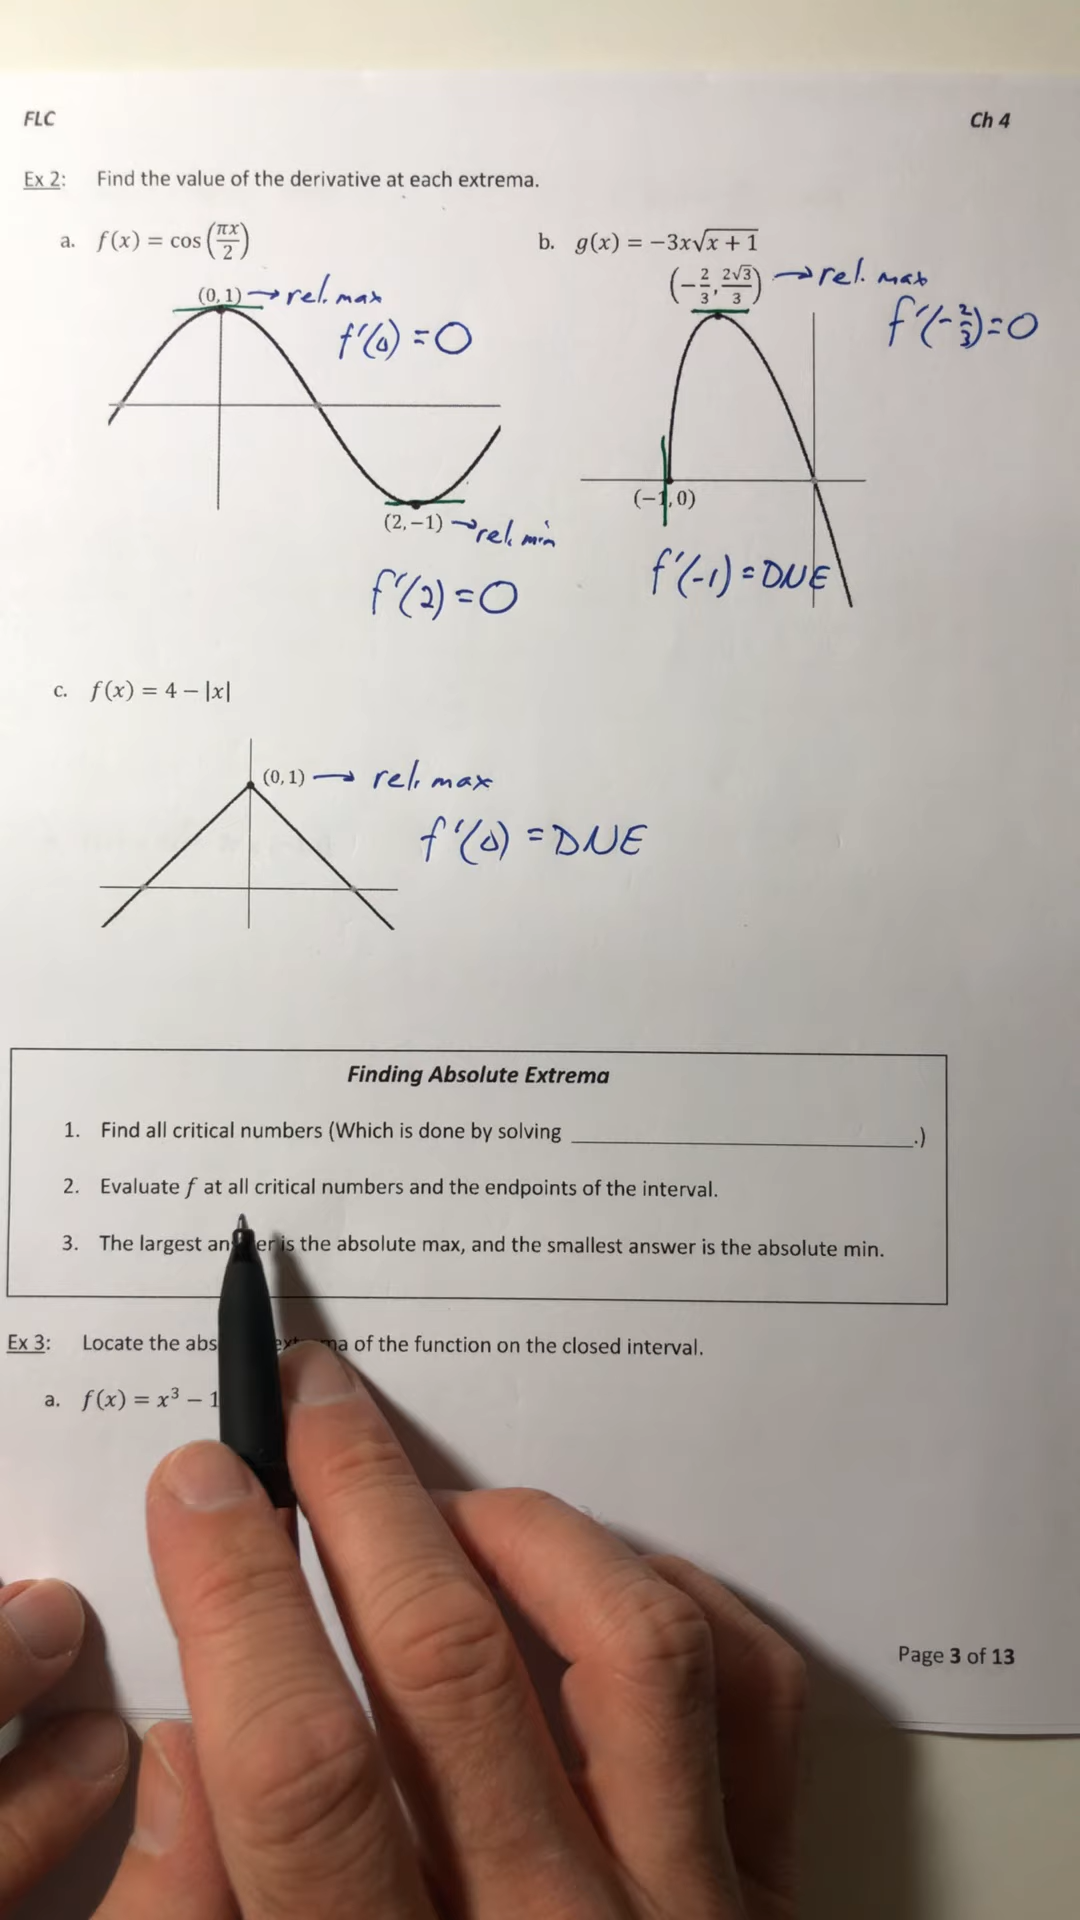 FLC Ch 4
Ex 2: Find the value of the derivative at each extrema.
a. f(x) = cos(πx/2)
(0, 1) → rel. max
f'(0) = 0
(2, −1) → rel. min
f'(2) = 0
b. g(x) = −3x√(x + 1)
(−2/3, 2√3/3) → rel. max
f'(−2/3) = 0
(−1, 0)
f'(-1) = DNE
c. f(x) = 4 − |x|
(0, 1) → rel. max
f'(0) = DNE
Finding Absolute Extrema
1. Find all critical numbers (Which is done by solving ____________________.)
2. Evaluate f at all critical numbers and the endpoints of the interval.
3. The largest an er is the absolute max, and the smallest answer is the absolute min.
Ex 3: Locate the abs of the function on the closed interval.
a. f(x) = x³ − 1
Page 3 of 13